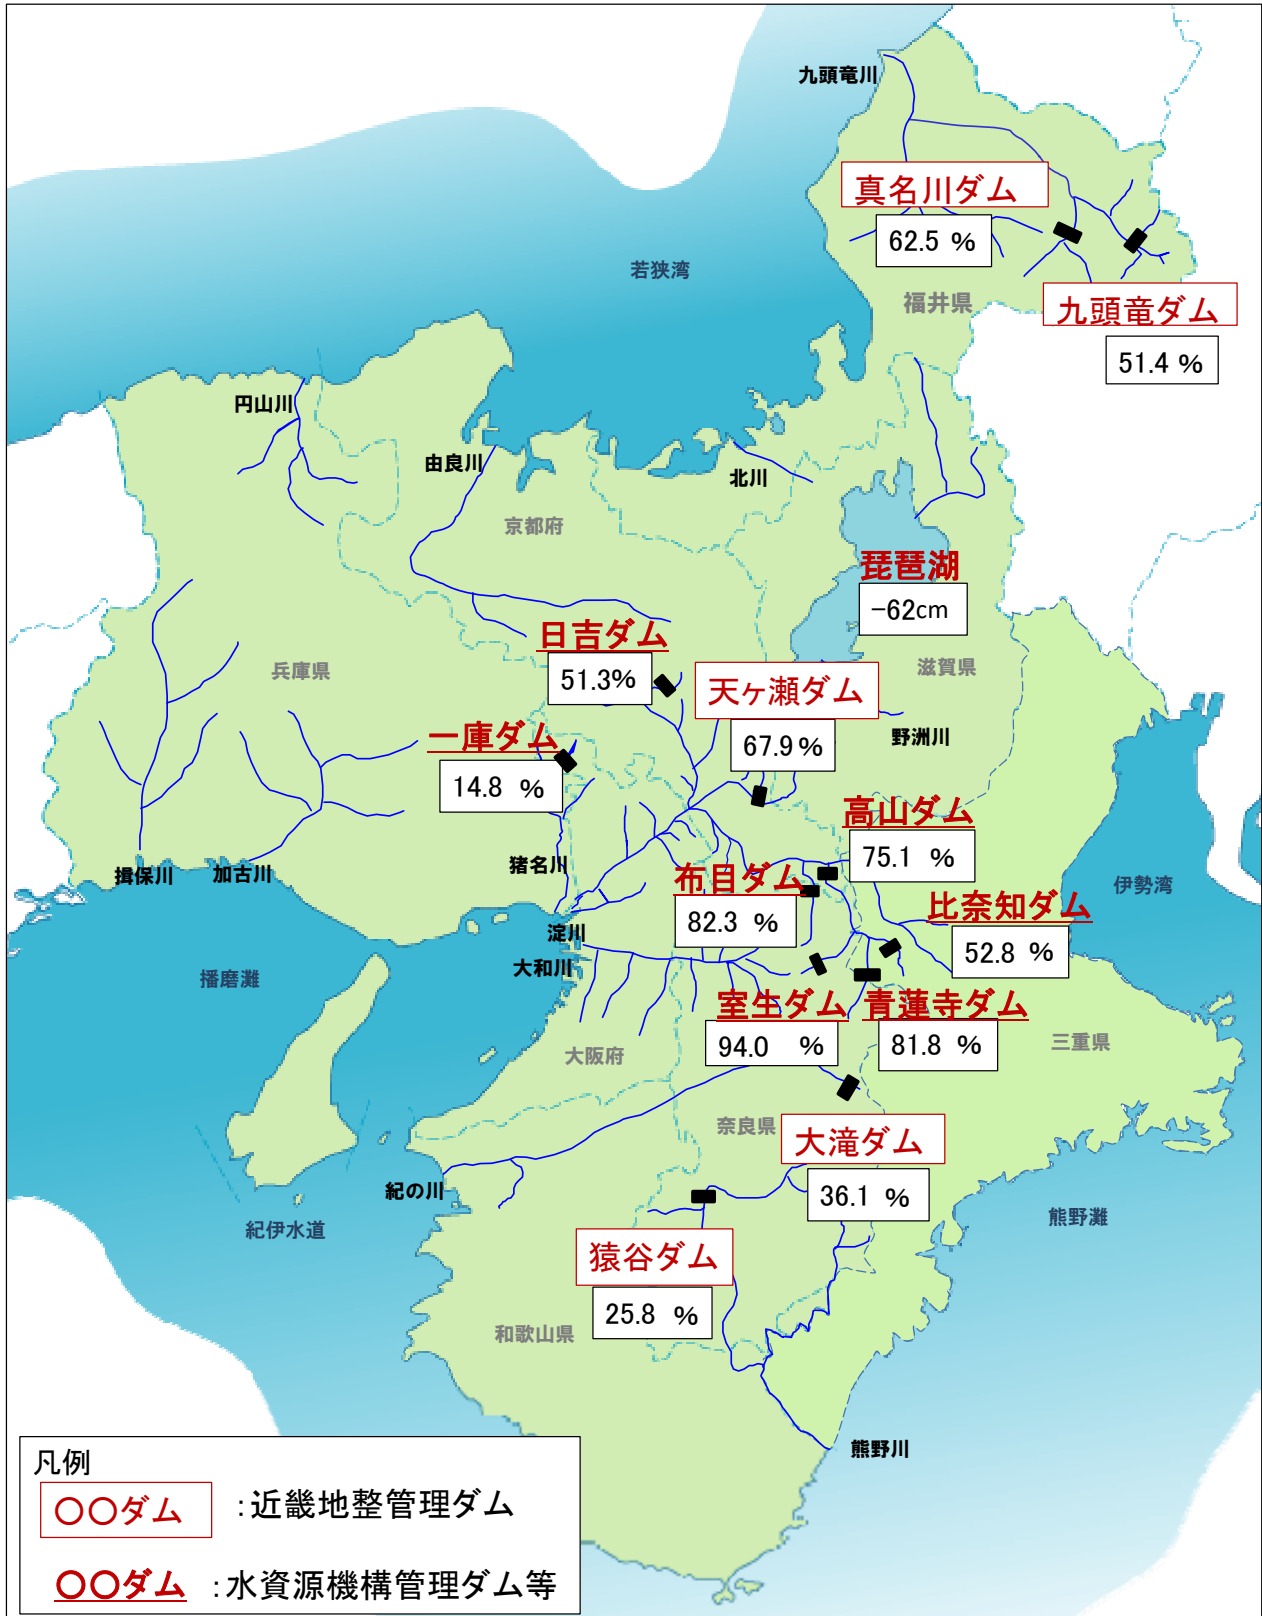 九頭竜川
真名川ダム
62.5 %
若狭湾
福井県
九頭竜ダム
51.4 %
円山川
由良川
北川
京都府
琵琶湖
-62cm
日吉ダム
51.3%
兵庫県
滋賀県
天ヶ瀬ダム
67.9%
野洲川
一庫ダム
14.8 %
高山ダム
75.1 %
猪名川
揖保川
加古川
布目ダム
82.3 %
伊勢湾
比奈知ダム
52.8 %
淀川
大和川
播磨灘
室生ダム
94.0 %
青蓮寺ダム
81.8 %
三重県
大阪府
奈良県
大滝ダム
36.1 %
紀の川
紀伊水道
熊野灘
猿谷ダム
25.8 %
和歌山県
熊野川
凡例
〇〇ダム :近畿地整管理ダム
〇〇ダム :水資源機構管理ダム等